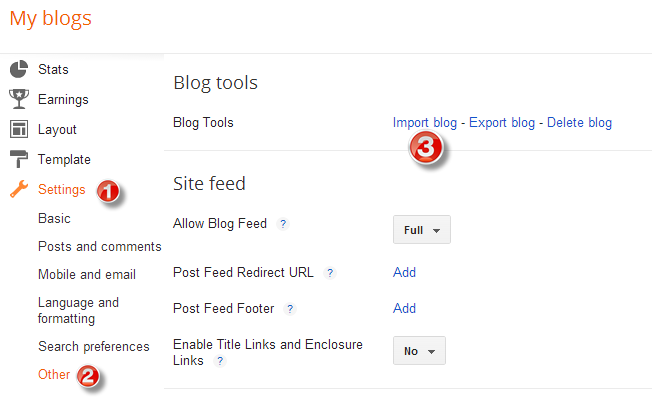 My blogs
Stats
Earnings
Layout
Template
Settings 1
Basic
Posts and comments
Mobile and email
Language and
formatting
Search preferences
Other 2
Blog tools
Blog Tools
Import blog - Export blog - Delete blog
3
Site feed
Allow Blog Feed ? Full
Post Feed Redirect URL ? Add
Post Feed Footer ? Add
Enable Title Links and Enclosure
Links ? No